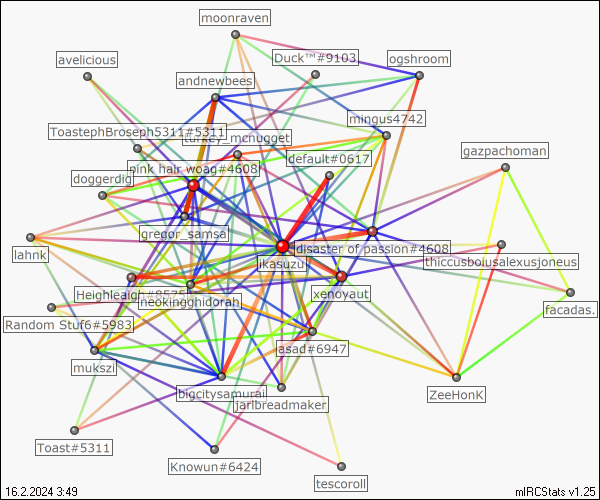 moonraven
avelicious
Duck™#9103
ogshroom
andnewbees
mingus4742
ToastephBroseph5311#5311
turkey_mcnugget
default#0617
gazpachoman
pink hair woag#4608
doggerdig
gregor_samsa
disaster of passion#4608
lahnk
ikasuzu
thiccusboiusalexusjoneus
Heighleaigh#8575
neokingghidorah
xenoyaut
facadas.
Random Stuf6#5983
asad#6947
mukszi
bigcitysamurai
jarlbreadmaker
ZeeHonK
Toast#5311
Knowun#6424
tescoroll
16.2.2024 3:49
mIRCStats v1.25